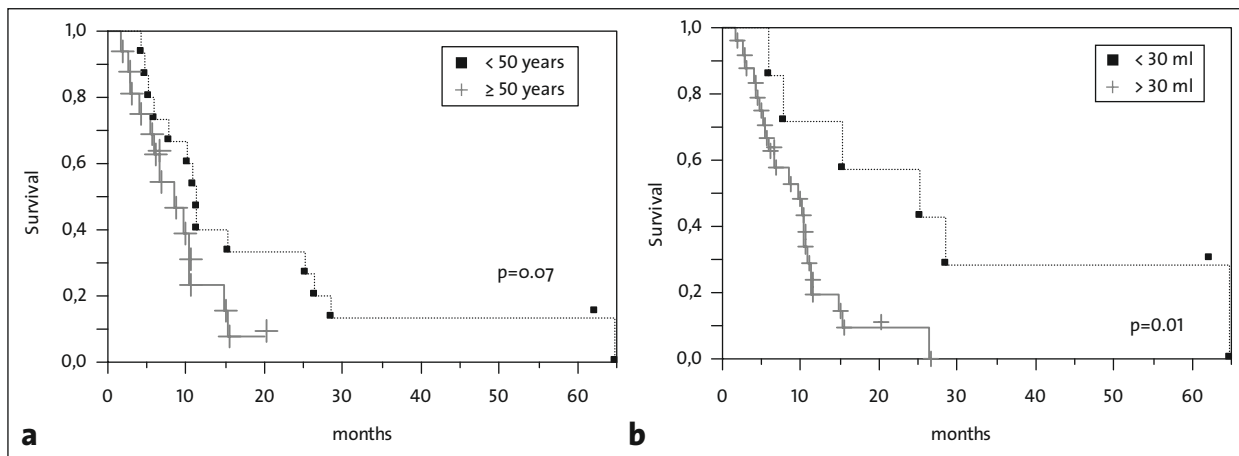 1,0
0,8
0,6
0,4
0,2
0,0
Survival
< 50 years
≥ 50 years
p=0.07
0 10 20 30 40 50 60
months
a
1,0
0,8
0,6
0,4
0,2
0,0
Survival
< 30 ml
> 30 ml
p=0.01
0 10 20 30 40 50 60
months
b